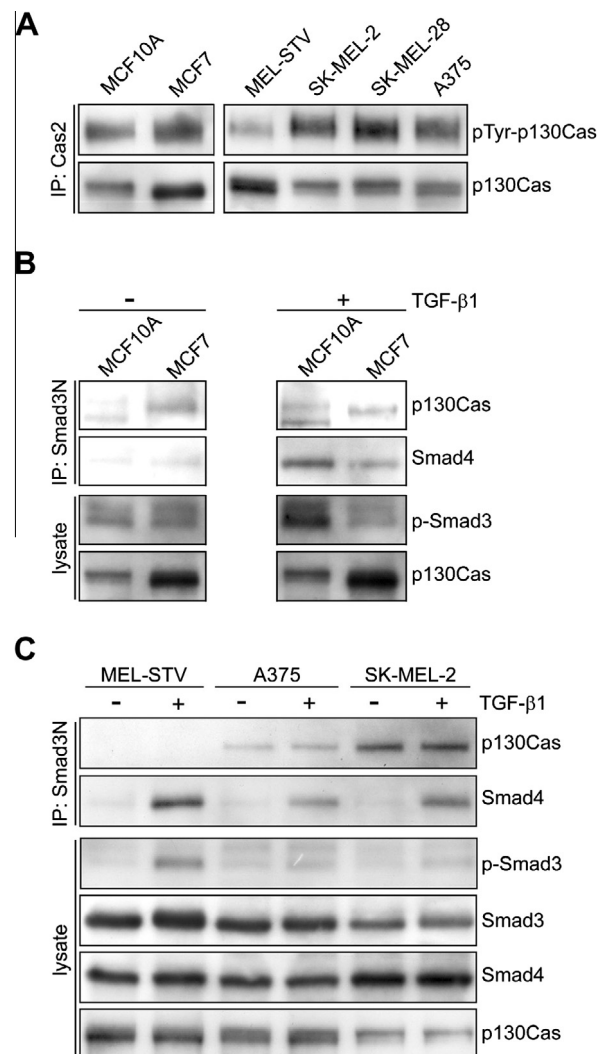 A
MCF10A MCF7 MEL-STV SK-MEL-2 SK-MEL-28 A375
IP: Cas2
pTyr-p130Cas
p130Cas
B
- + TGF-β1
MCF10A MCF7 MCF10A MCF7
IP: Smad3N
p130Cas
Smad4
lysate
p-Smad3
p130Cas
C
MEL-STV A375 SK-MEL-2
- + - + - + TGF-β1
IP: Smad3N
p130Cas
Smad4
lysate
p-Smad3
Smad3
Smad4
p130Cas